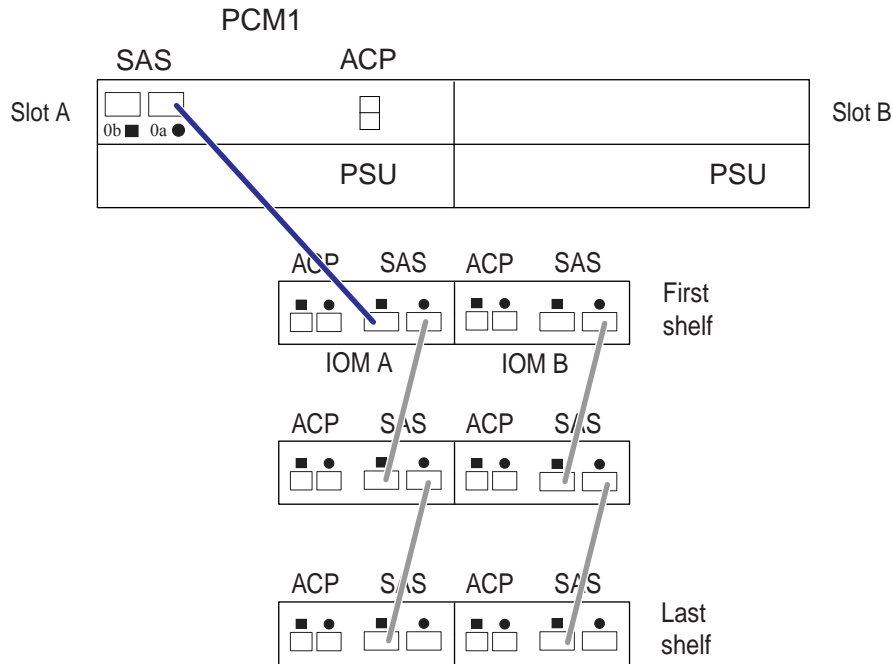 PCM1
SAS ACP
Slot A Slot B
0b 0a
PSU PSU
ACP SAS ACP SAS
First
shelf
IOM A IOM B
ACP SAS ACP SAS
ACP SAS ACP SAS
Last
shelf